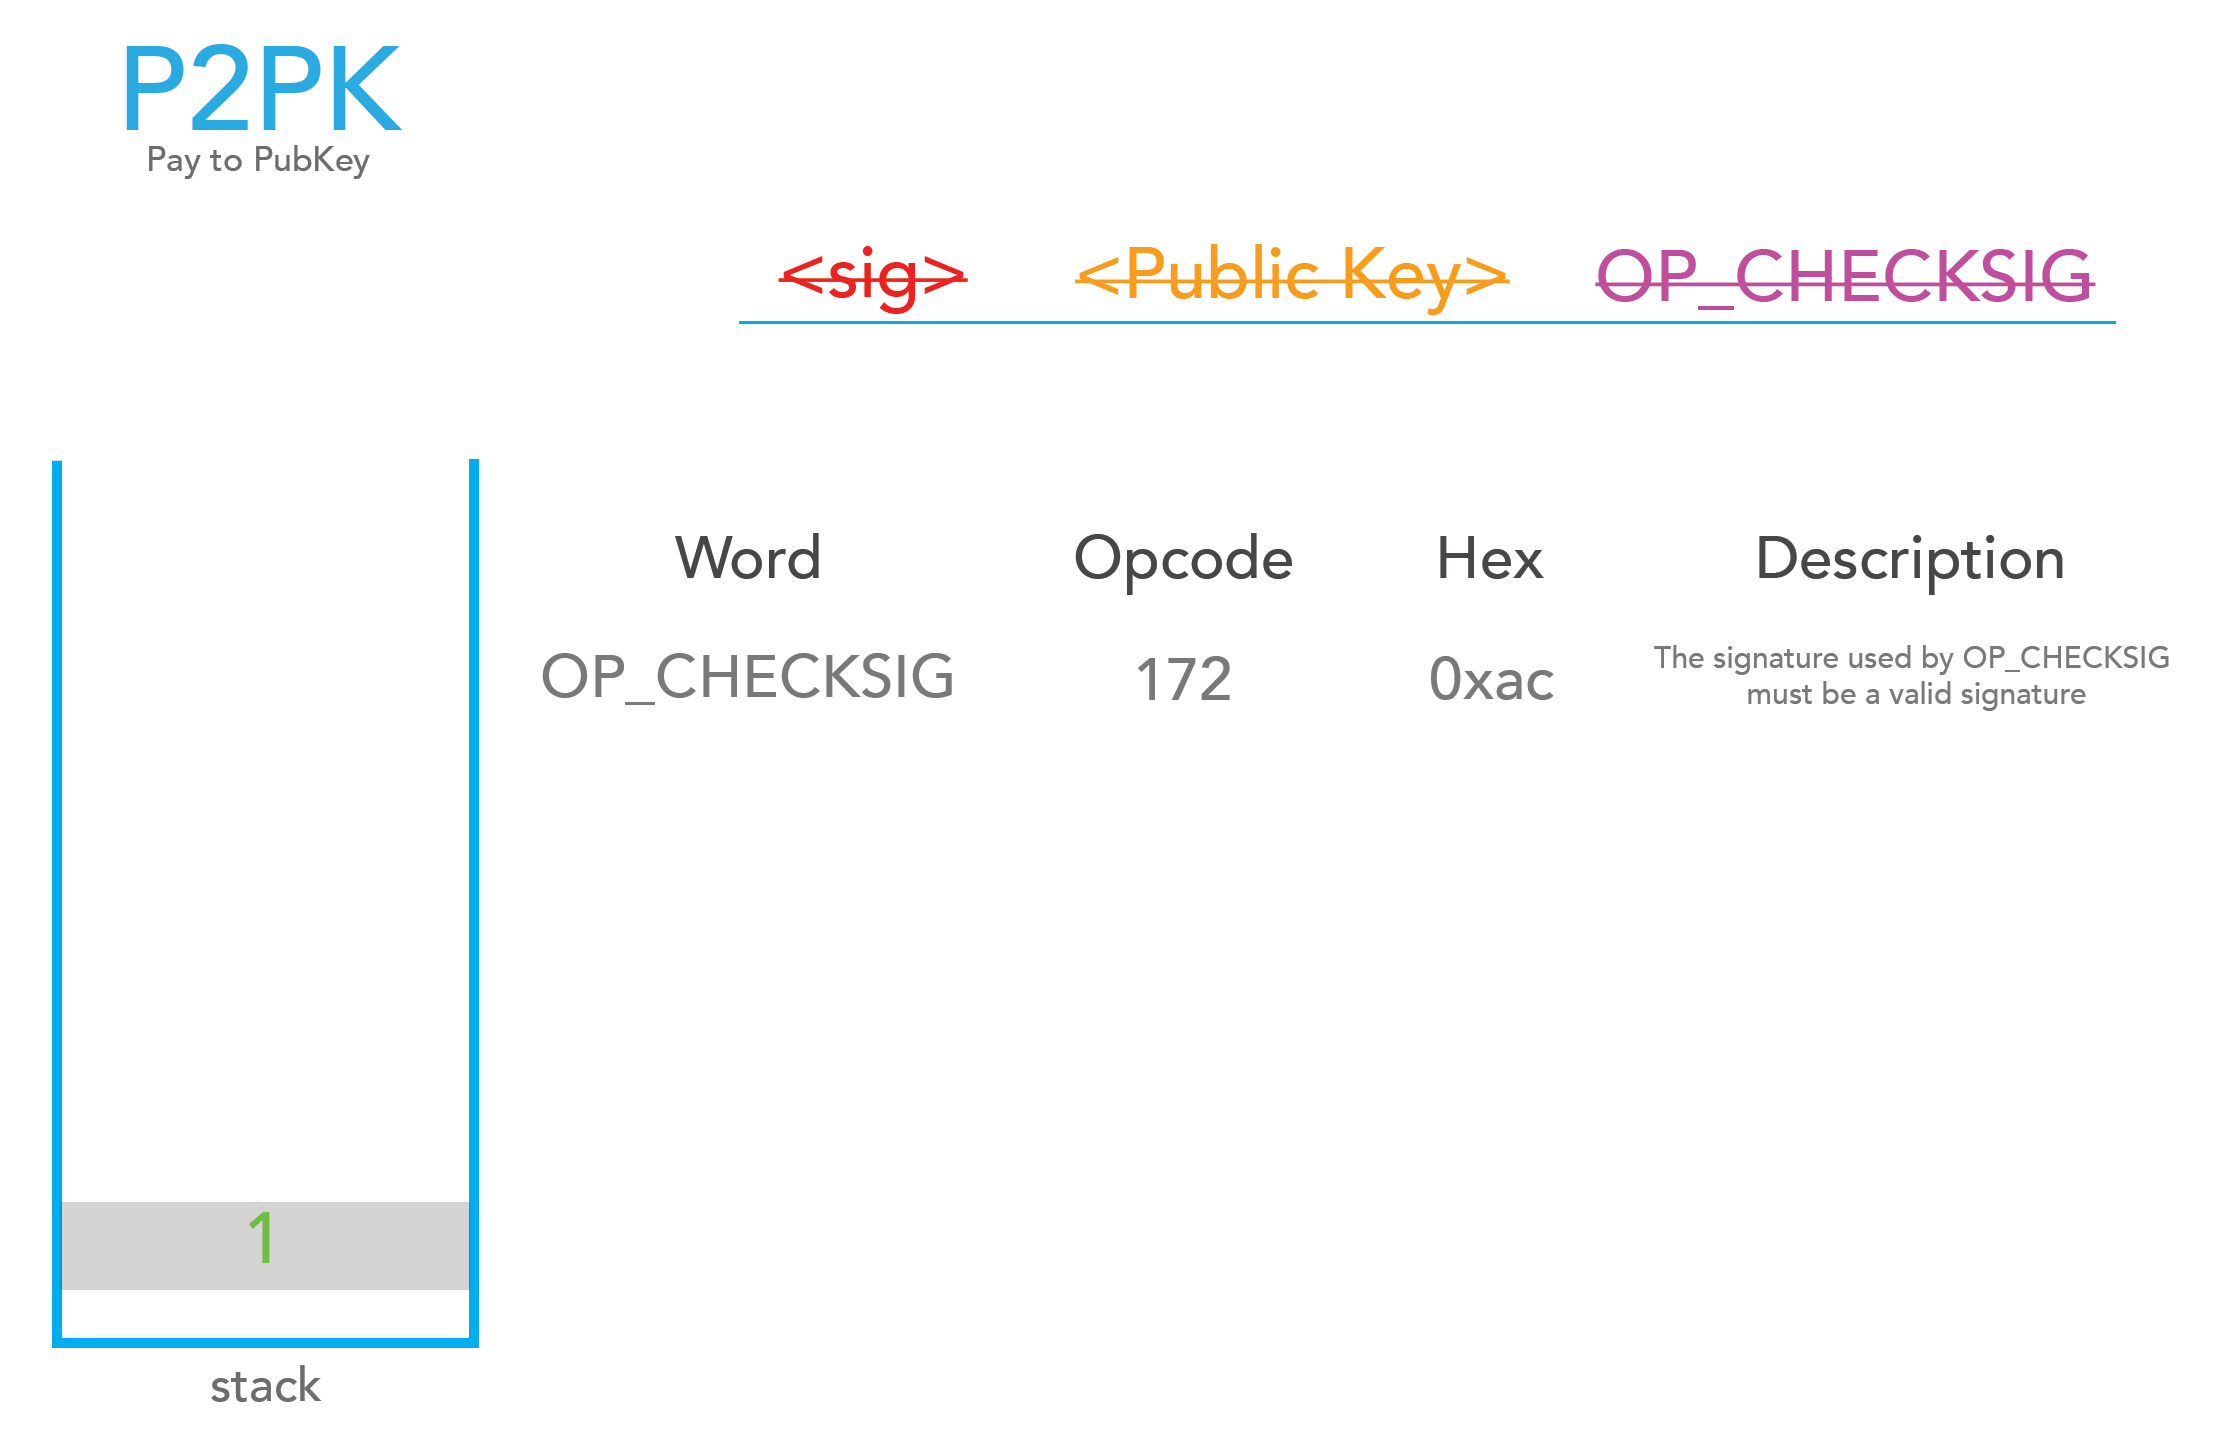 P2PK
Pay to PubKey
<sig> <Public Key> OP_CHECKSIG
Word Opcode Hex Description
OP_CHECKSIG 172 0xac The signature used by OP_CHECKSIG
must be a valid signature
1
stack